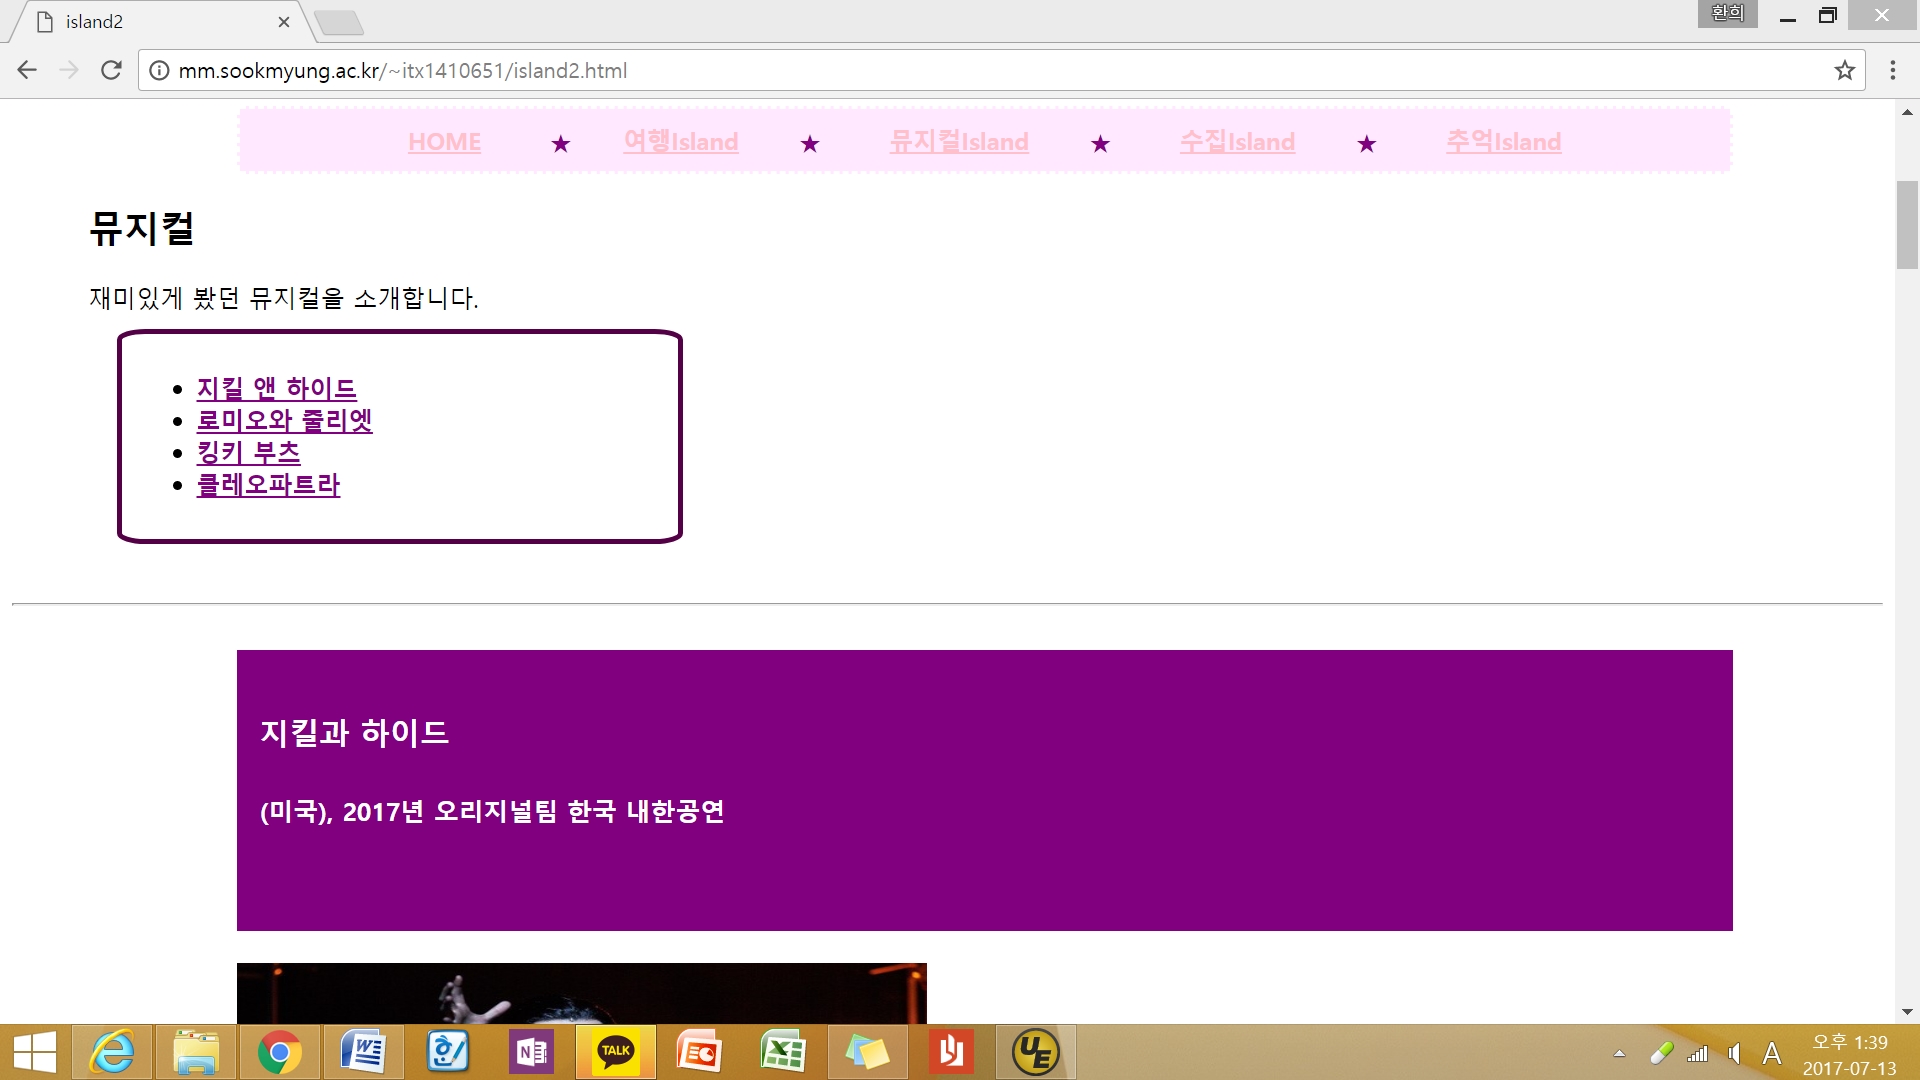 island2
환희
mm.sookmyung.ac.kr/~itx1410651/island2.html
HOME ★ 여행Island ★ 뮤지컬Island ★ 수집Island ★ 추억Island
뮤지컬
재미있게 봤던 뮤지컬을 소개합니다.
• 지킬 앤 하이드
• 로미오와 줄리엣
• 킹키 부츠
• 클레오파트라
지킬과 하이드
(미국), 2017년 오리지널팀 한국 내한공연
TALK
A
오후 1:39
2017-07-13